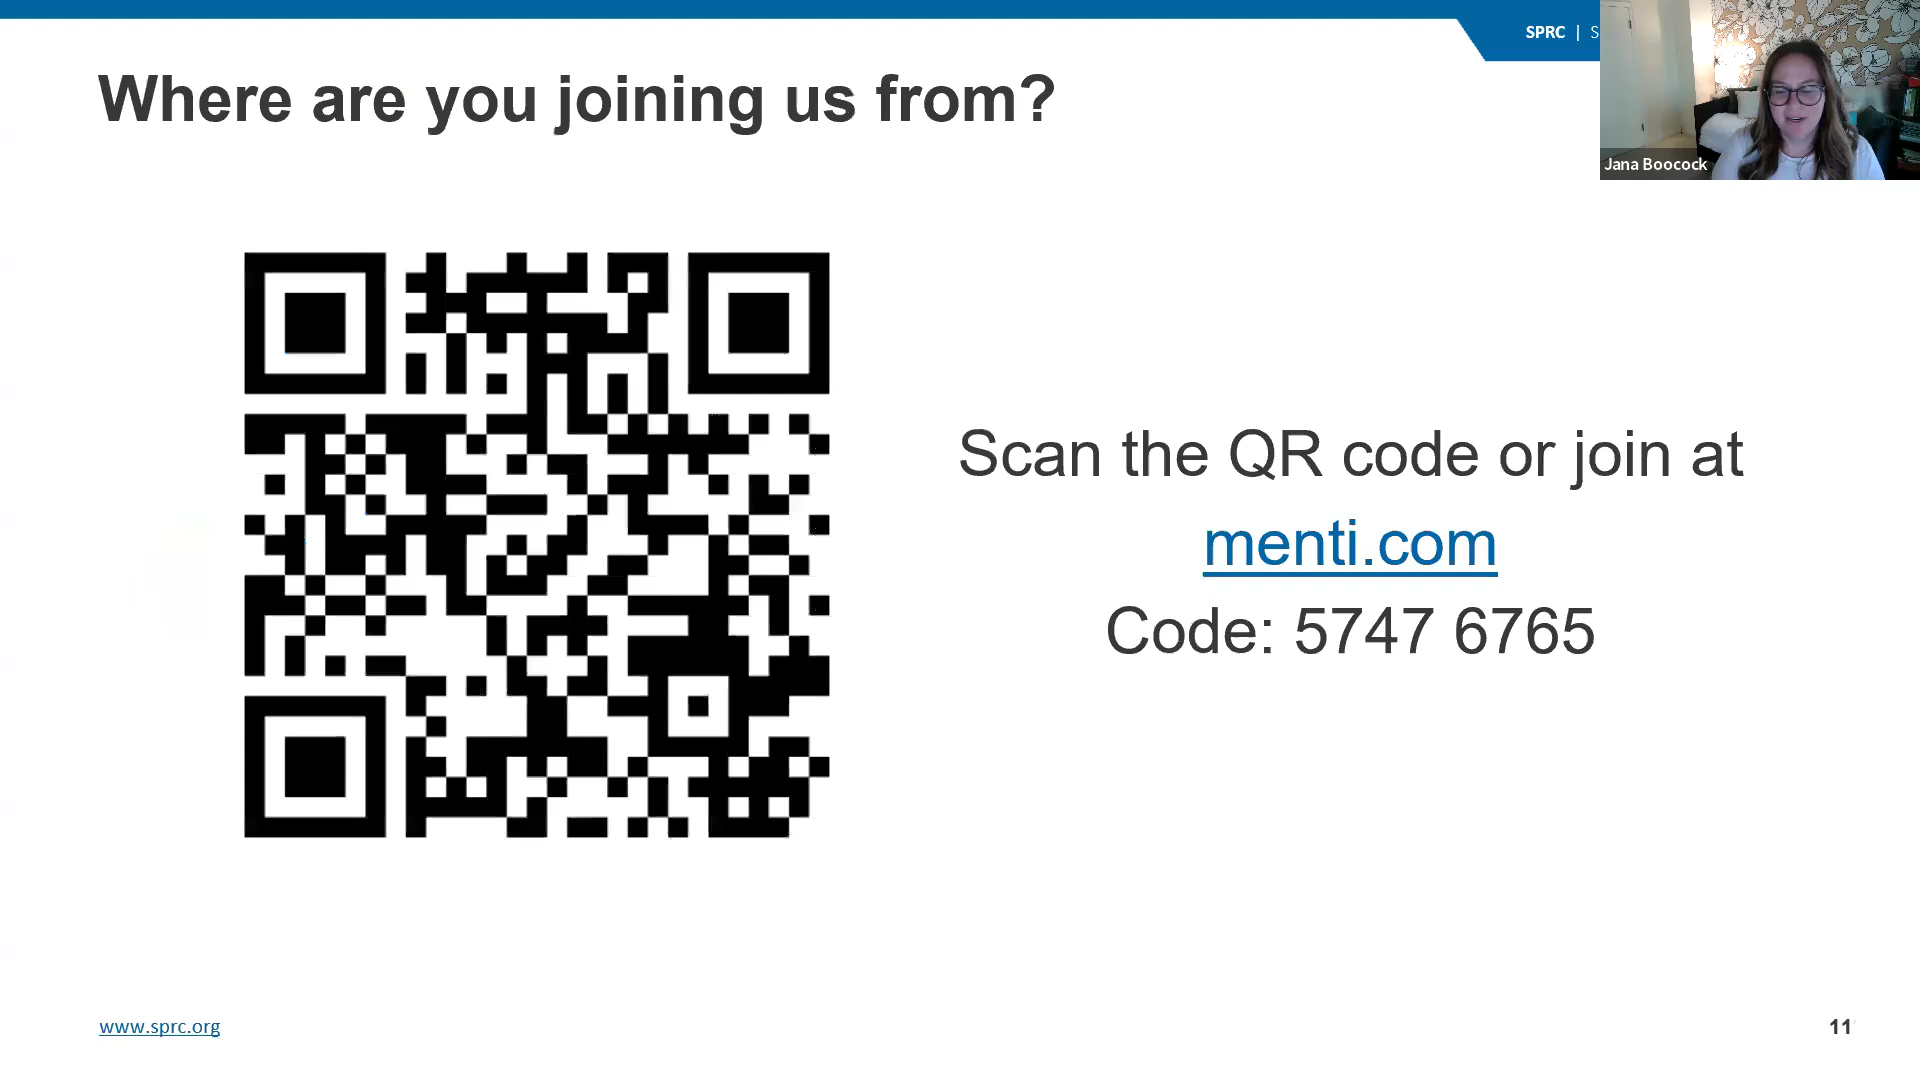 SPRC | S
Where are you joining us from?
Jana Boocock
Scan the QR code or join at
menti.com
Code: 5747 6765
www.sprc.org
11